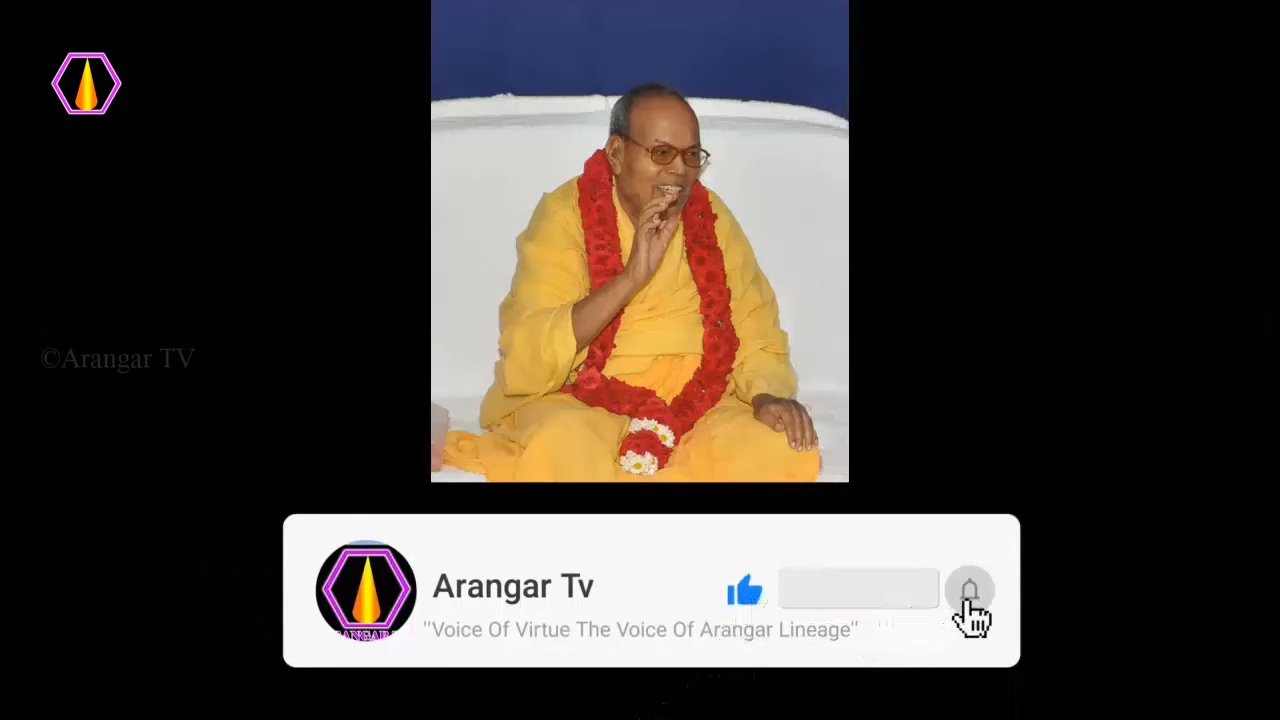 ©Arangar TV
Arangar Tv
"Voice Of Virtue The Voice Of Arangar Lineage"